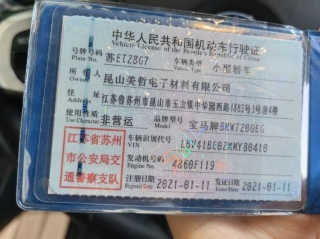 中华人民共和国机动车行驶证
Vehicle License of the People's Republic of China
号牌号码 苏ET28G7 车辆类型 小型轿车
Plate No. Vehicle Type
所有人 昆山美哲电子材料有限公司
Owner
住址 江苏省苏州市昆山市玉山镇中华园西路1883号3号房4楼
Address
使用性质 非营运 品牌型号 宝马牌BMW7200EG
Use Character Model
江苏省苏州市公安局交通警察支队
车辆识别代号
VIN
发动机号码 4860F119
Engine No.
注册日期 2021-01-11 发证日期 2021-01-11
Register Date Issue Date